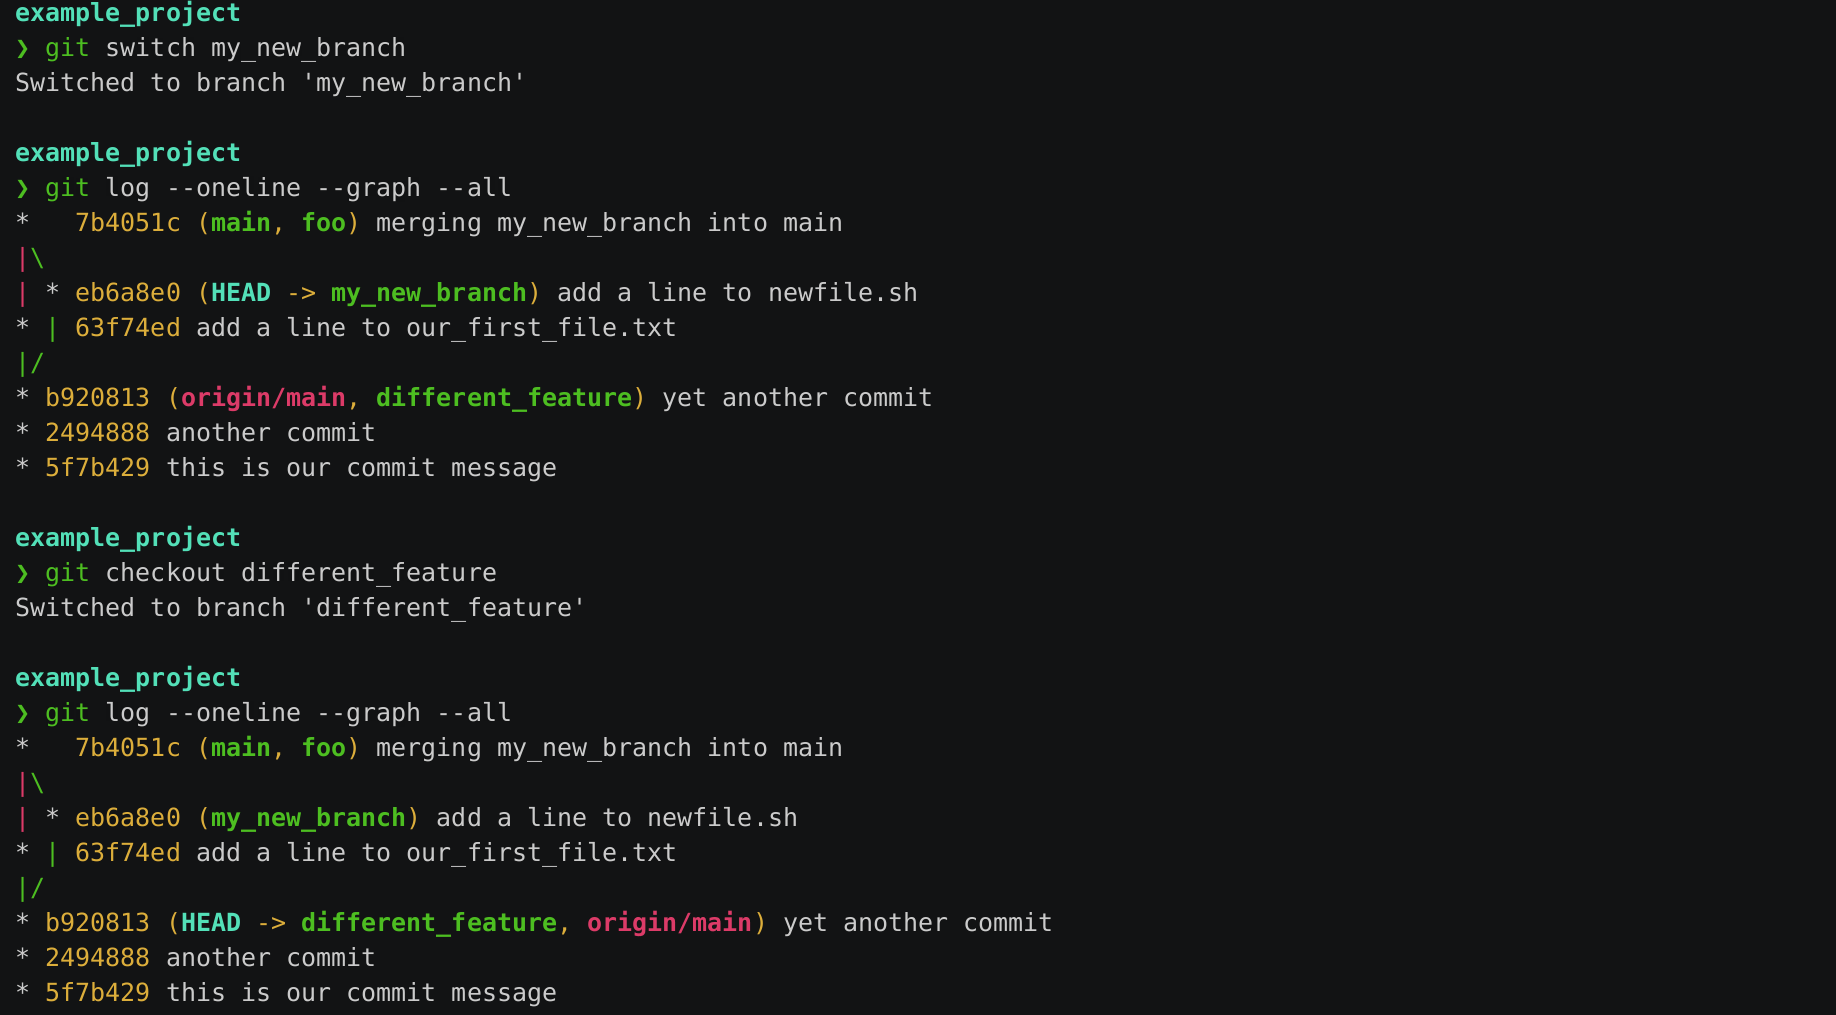 example_project
❯ git switch my_new_branch
Switched to branch 'my_new_branch'

example_project
❯ git log --oneline --graph --all
*   7b4051c (main, foo) merging my_new_branch into main
|\
| * eb6a8e0 (HEAD -> my_new_branch) add a line to newfile.sh
* | 63f74ed add a line to our_first_file.txt
|/
* b920813 (origin/main, different_feature) yet another commit
* 2494888 another commit
* 5f7b429 this is our commit message

example_project
❯ git checkout different_feature
Switched to branch 'different_feature'

example_project
❯ git log --oneline --graph --all
*   7b4051c (main, foo) merging my_new_branch into main
|\
| * eb6a8e0 (my_new_branch) add a line to newfile.sh
* | 63f74ed add a line to our_first_file.txt
|/
* b920813 (HEAD -> different_feature, origin/main) yet another commit
* 2494888 another commit
* 5f7b429 this is our commit message